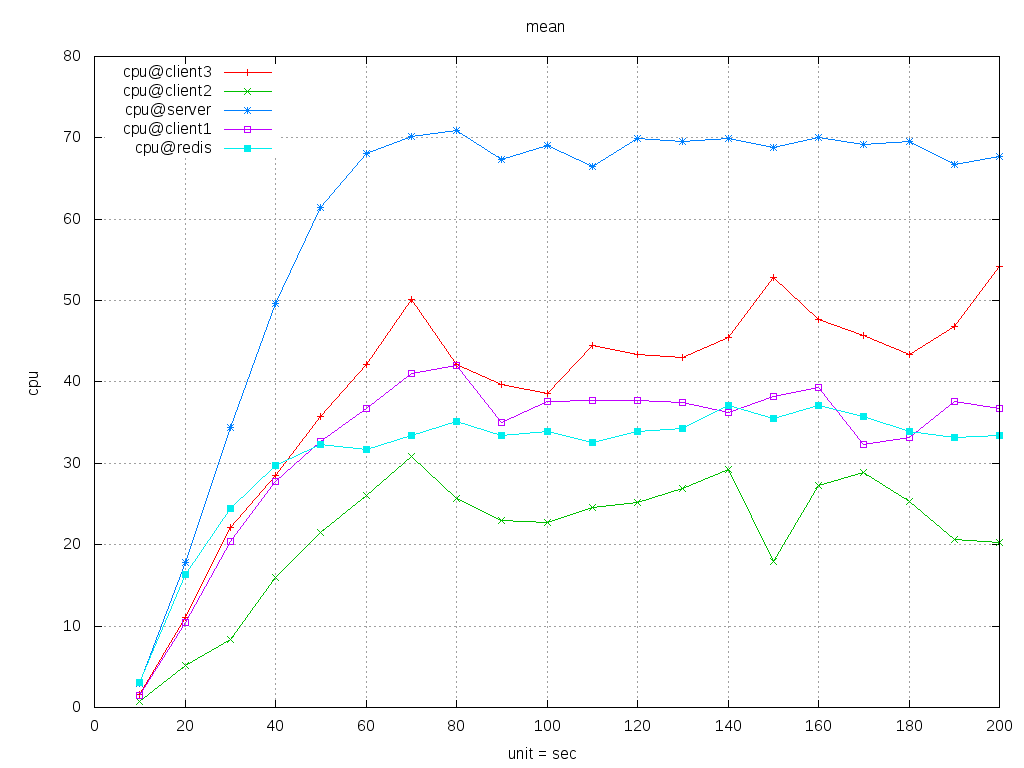 mean
80
70
60
50
40
30
20
10
0
cpu
cpu@client3
cpu@client2
cpu@server
cpu@client1
cpu@redis
0 20 40 60 80 100 120 140 160 180 200
unit = sec